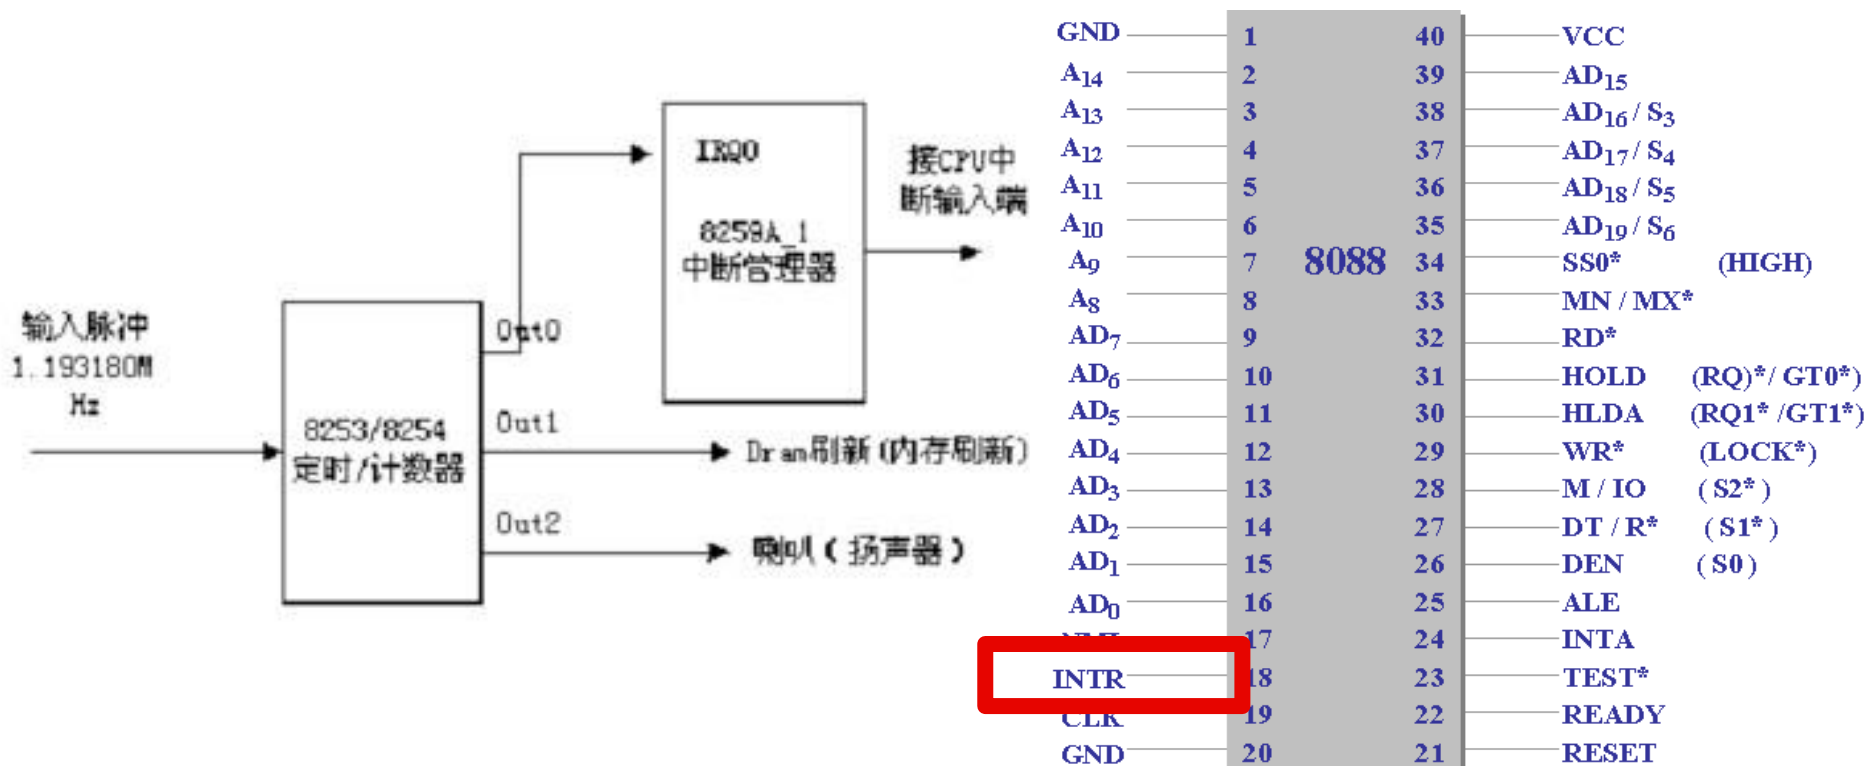 输入脉冲
1.193180M
Hz
8253/8254
定时/计数器
Out0
Out1
Out2
IRQ0
8259A_1
中断管理器
接CPU中
断输入端
Dram刷新(内存刷新)
喇叭(扬声器)
8088
GND 1 40 VCC
A14 2 39 AD15
A13 3 38 AD16 / S3
A12 4 37 AD17 / S4
A11 5 36 AD18 / S5
A10 6 35 AD19 / S6
A9 7 34 SS0* (HIGH)
A8 8 33 MN / MX*
AD7 9 32 RD*
AD6 10 31 HOLD (RQ)*/ GT0*)
AD5 11 30 HLDA (RQ1* /GT1*)
AD4 12 29 WR* (LOCK*)
AD3 13 28 M / IO ( S2* )
AD2 14 27 DT / R* ( S1* )
AD1 15 26 DEN ( S0 )
AD0 16 25 ALE
17 24 INTA
INTR 18 23 TEST*
CLK 19 22 READY
GND 20 21 RESET